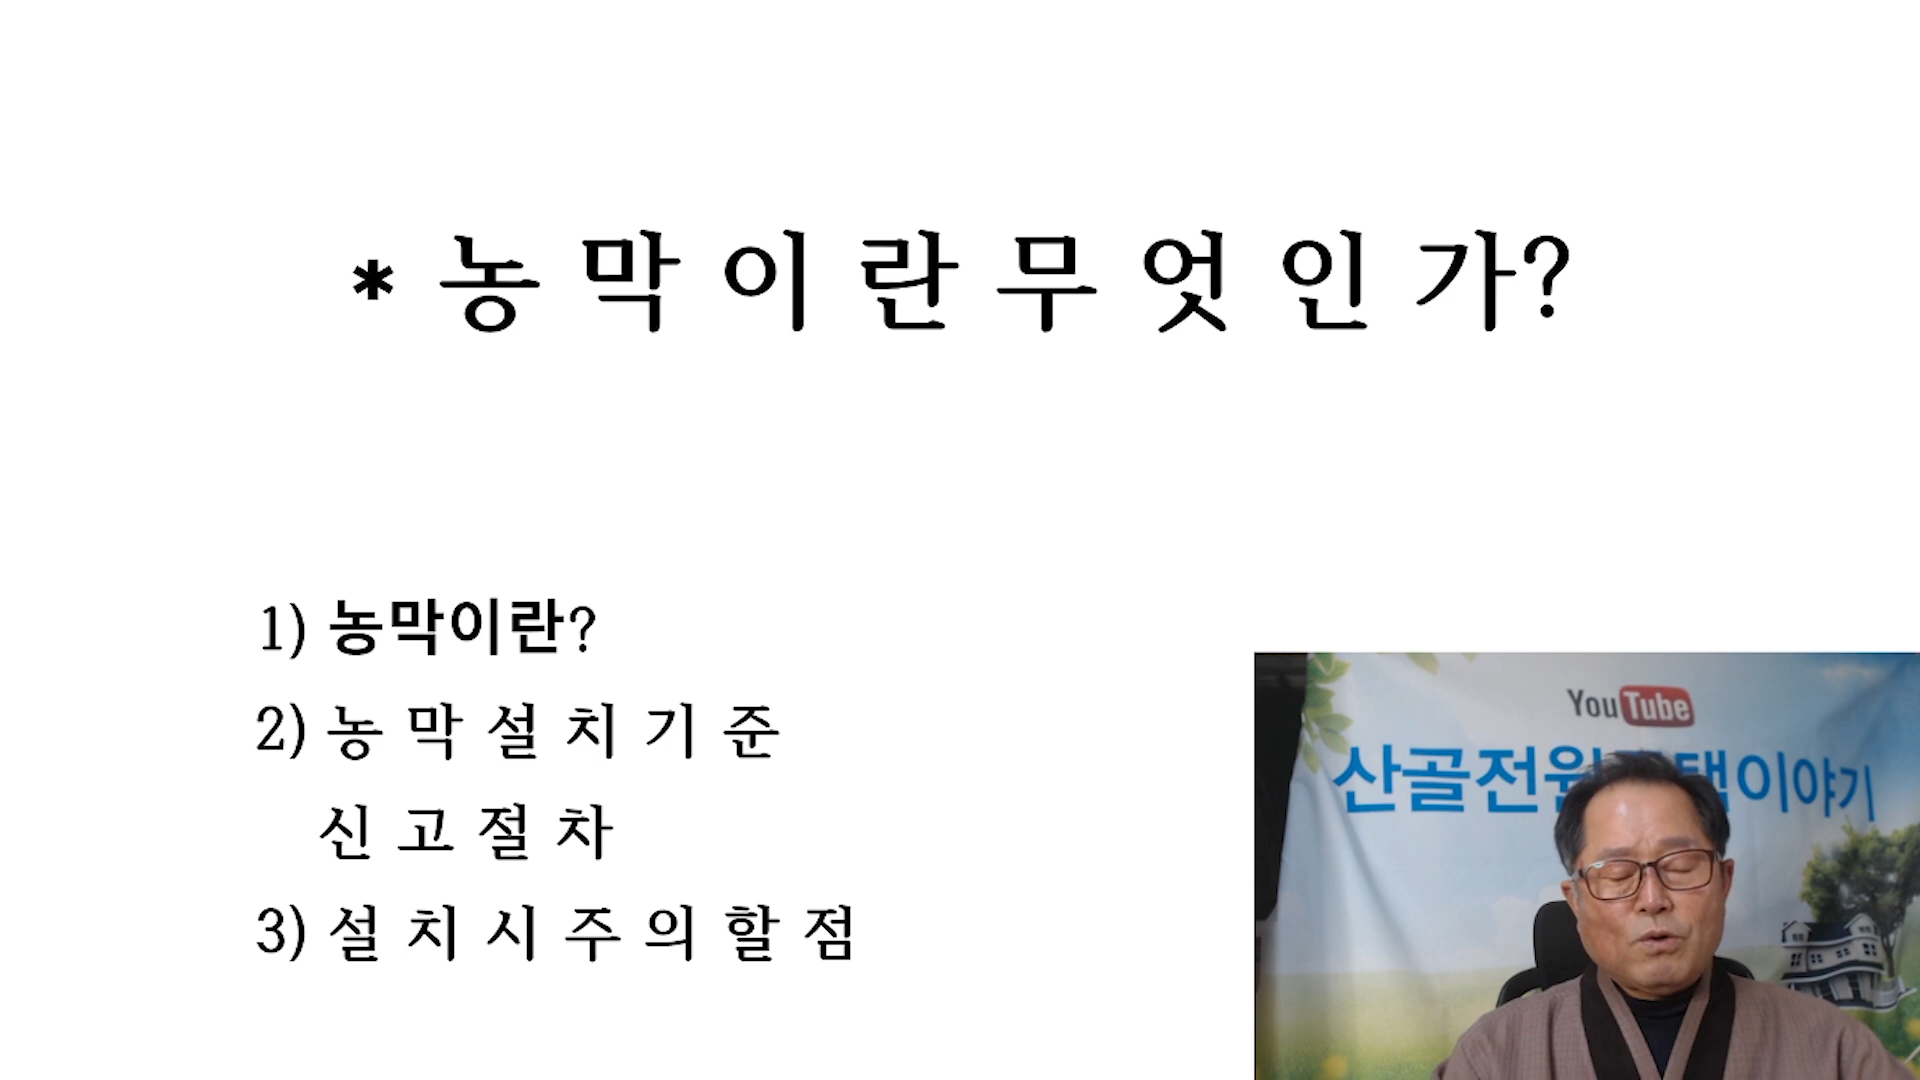 * 농 막 이 란 무 엇 인 가?
1) 농막이란?
2) 농 막 설 치 기 준
신 고 절 차
3) 설 치 시 주 의 할 점
YouTube
산골전원 택이야기